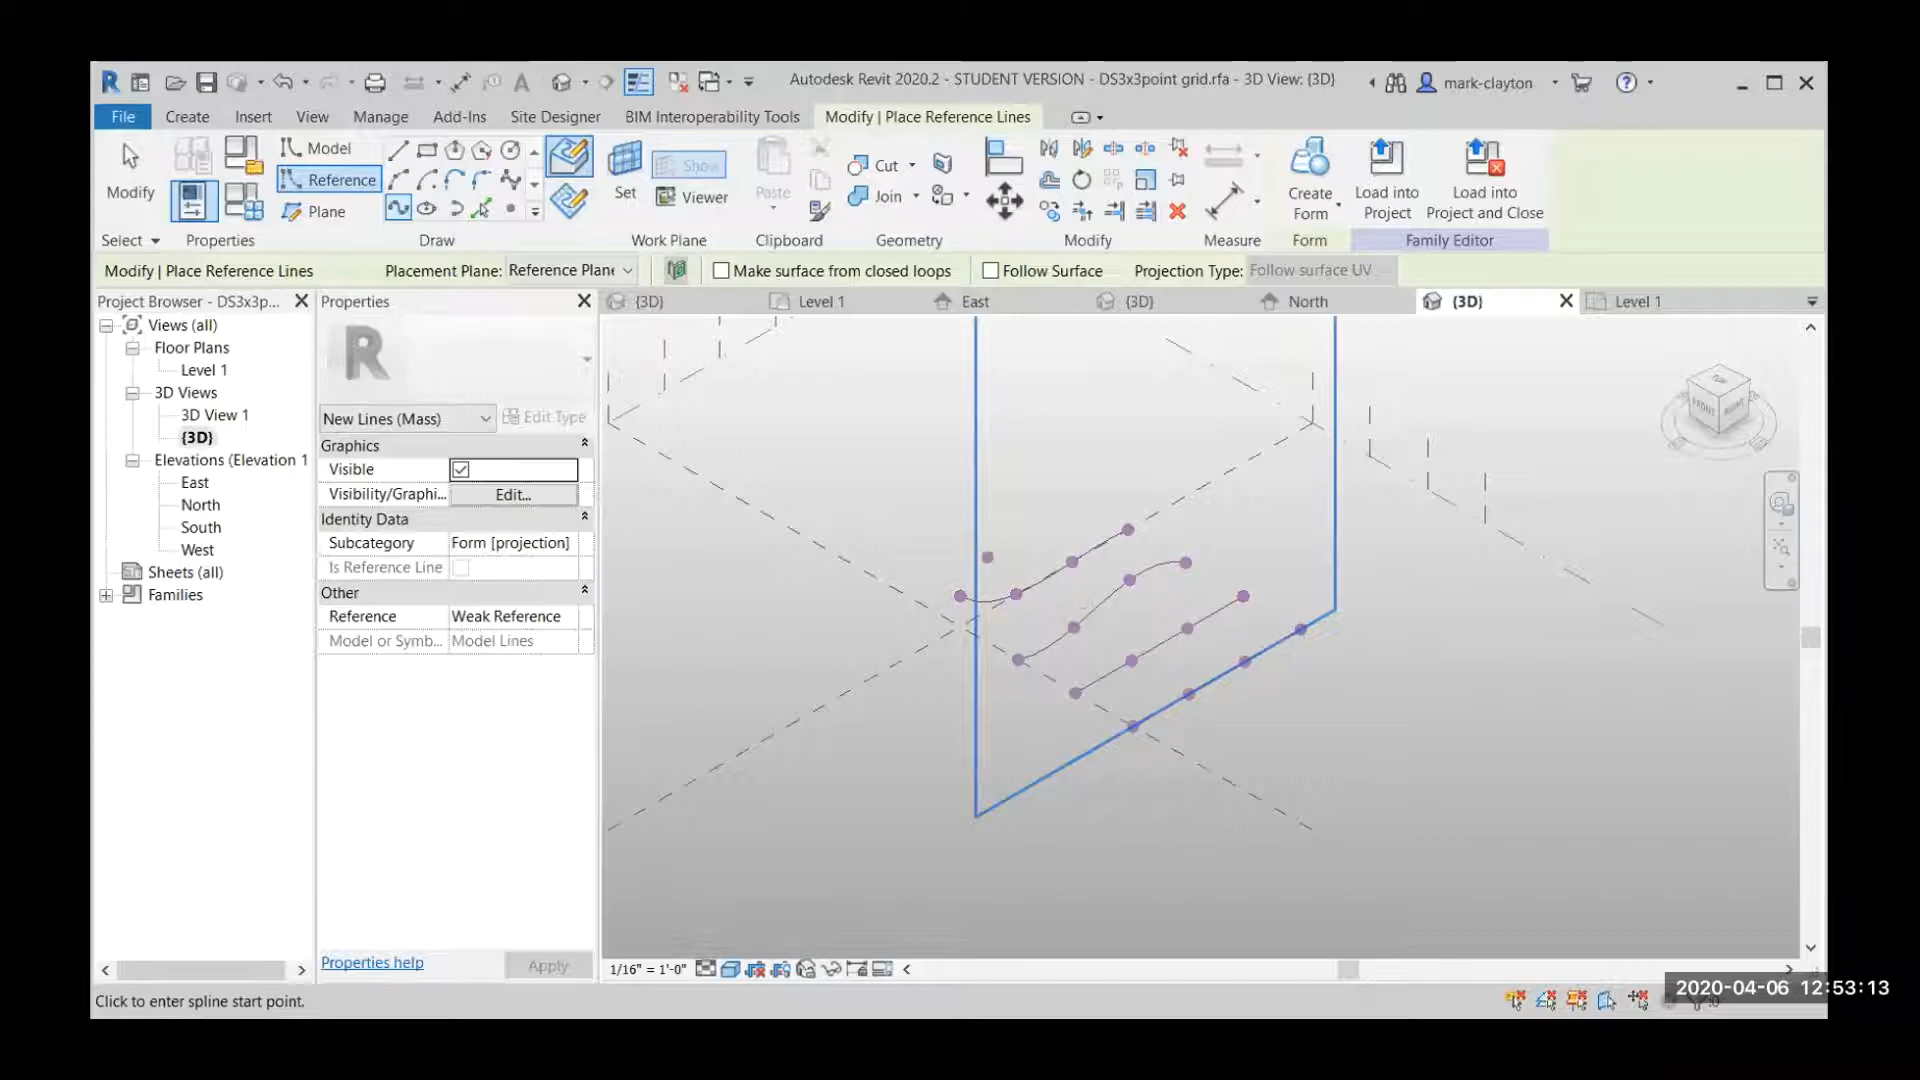 Autodesk Revit 2020.2 - STUDENT VERSION - DS3x3point grid.rfa - 3D View: {3D}
mark-clayton
File Create Insert View Manage Add-Ins Site Designer BIM Interoperability Tools Modify | Place Reference Lines
Modify
Model
Reference
Plane
Set
Show
Viewer
Paste
Cut
Join
Create Form
Load into Project
Load into Project and Close
Select Properties Draw Work Plane Clipboard Geometry Modify Measure Form Family Editor
Modify | Place Reference Lines Placement Plane: Reference Plane Make surface from closed loops Follow Surface Projection Type: Follow surface UV
Project Browser - DS3x3p...
Views (all)
Floor Plans
Level 1
3D Views
3D View 1
{3D}
Elevations (Elevation 1
East
North
South
West
Sheets (all)
Families
Properties
R
New Lines (Mass) Edit Type
Graphics
Visible
Visibility/Graphi... Edit...
Identity Data
Subcategory Form [projection]
Is Reference Line
Other
Reference Weak Reference
Model or Symb... Model Lines
Properties help Apply
{3D} Level 1 East {3D} North {3D} Level 1
TOP
FRONT
RIGHT
1/16" = 1'-0"
Click to enter spline start point.
:0
2020-04-06 12:53:13